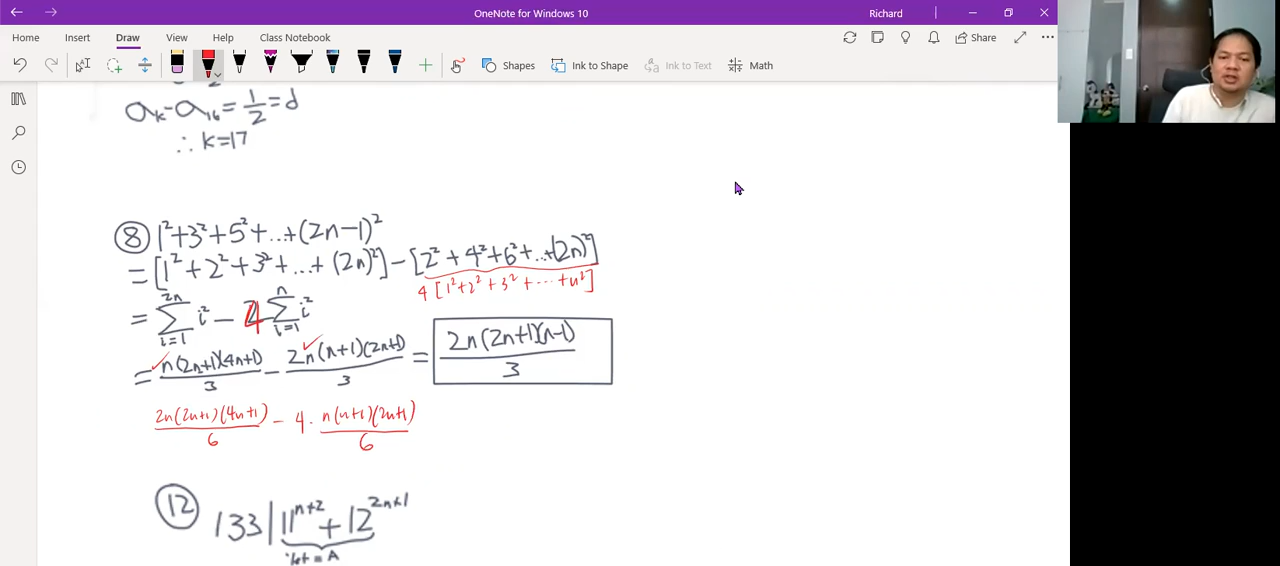 OneNote for Windows 10
Richard
Home Insert Draw View Help Class Notebook
Share
Shapes Ink to Shape Ink to Text Math
aₖ - a₁₆ = 1/2 = d
∴ k = 17
⑧ 1² + 3² + 5² + ... + (2n-1)²
= [1² + 2² + 3² + ... + (2n)²] - [2² + 4² + 6² + ... + (2n)²]
4 [1² + 2² + 3² + ... + n²]
= ∑_{i=1}^{2n} i² - 4 ∑_{i=1}^{n} i²
= n(2n+1)(4n+1)/3 - 2n(n+1)(2n+1)/3 = 2n(2n+1)(n-1)/3
2n(2n+1)(4n+1)/6 - 4 · n(n+1)(2n+1)/6
⑫ 133 | 11^{n+2} + 12^{2n+1}
let = A